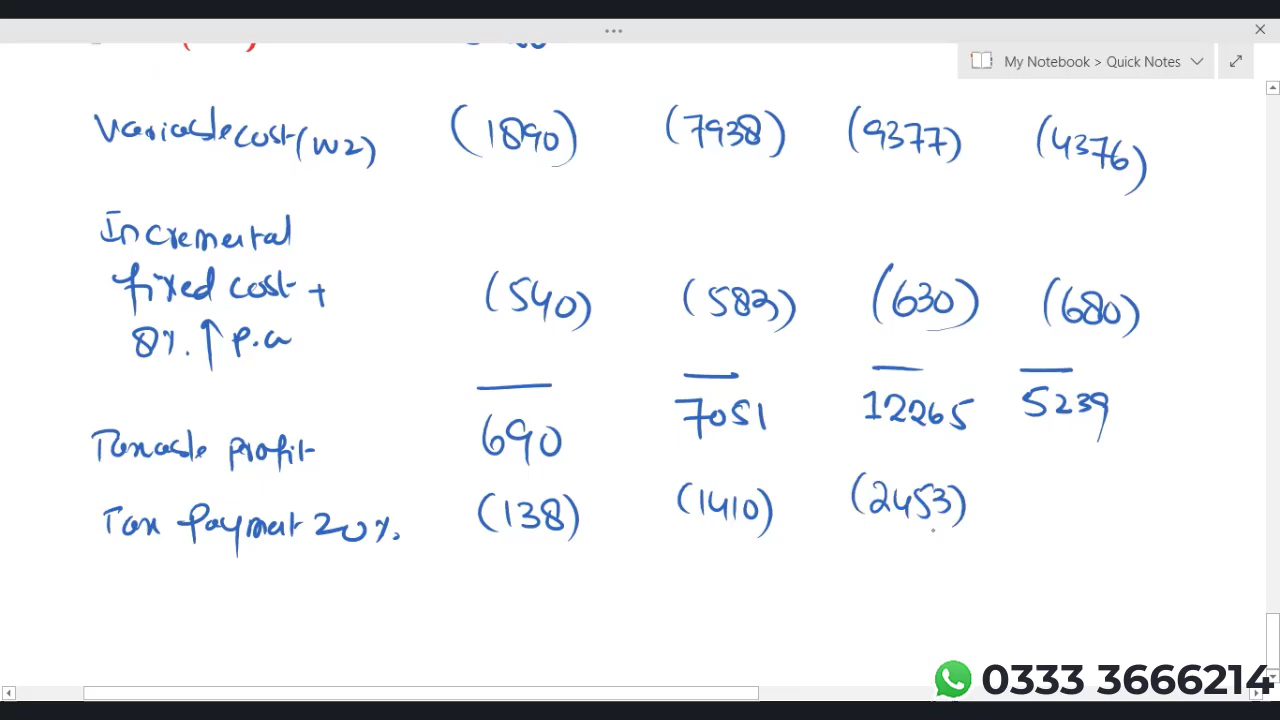 My Notebook > Quick Notes
Variable cost (W2) (1890) (7938) (9377) (4376)
Incremental
fixed cost + (540) (583) (630) (680)
8%. ↑ p.a
Taxable profit 690 7051 12265 5239
Tax payment 20%. (138) (1410) (2453)
0333 3666214